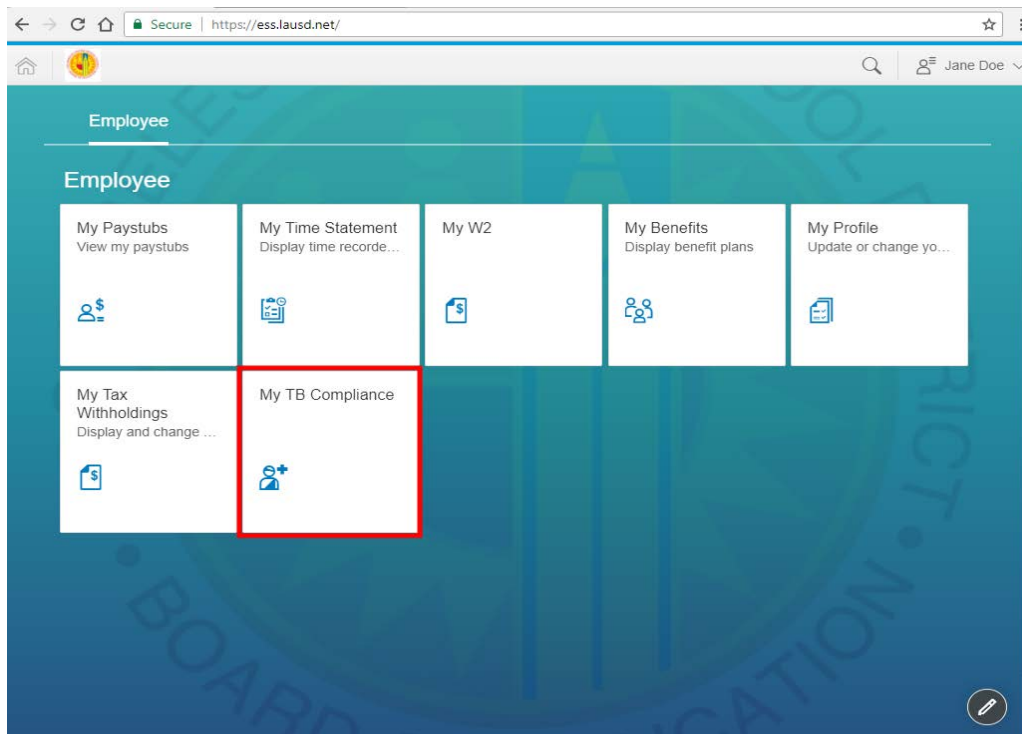 Secure | https://ess.lausd.net/
Jane Doe
Employee
Employee
My Paystubs
View my paystubs
My Time Statement
Display time recorde...
My W2
My Benefits
Display benefit plans
My Profile
Update or change yo...
My Tax
Withholdings
Display and change ...
My TB Compliance
BOARD